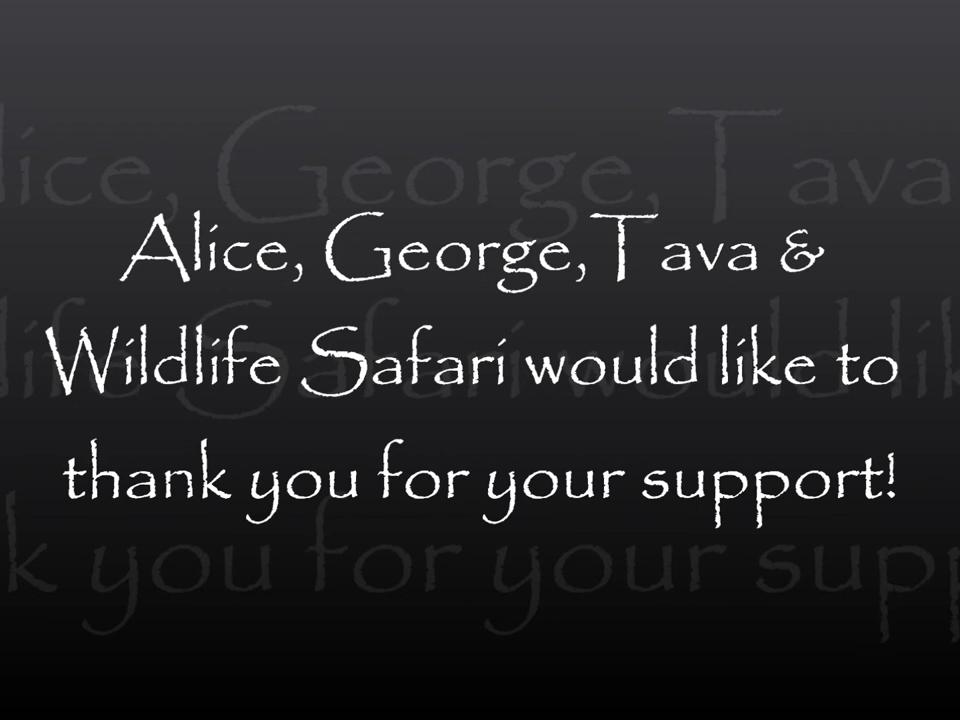 Alice, George, Tava &
Wildlife Safari would like to
thank you for your support!